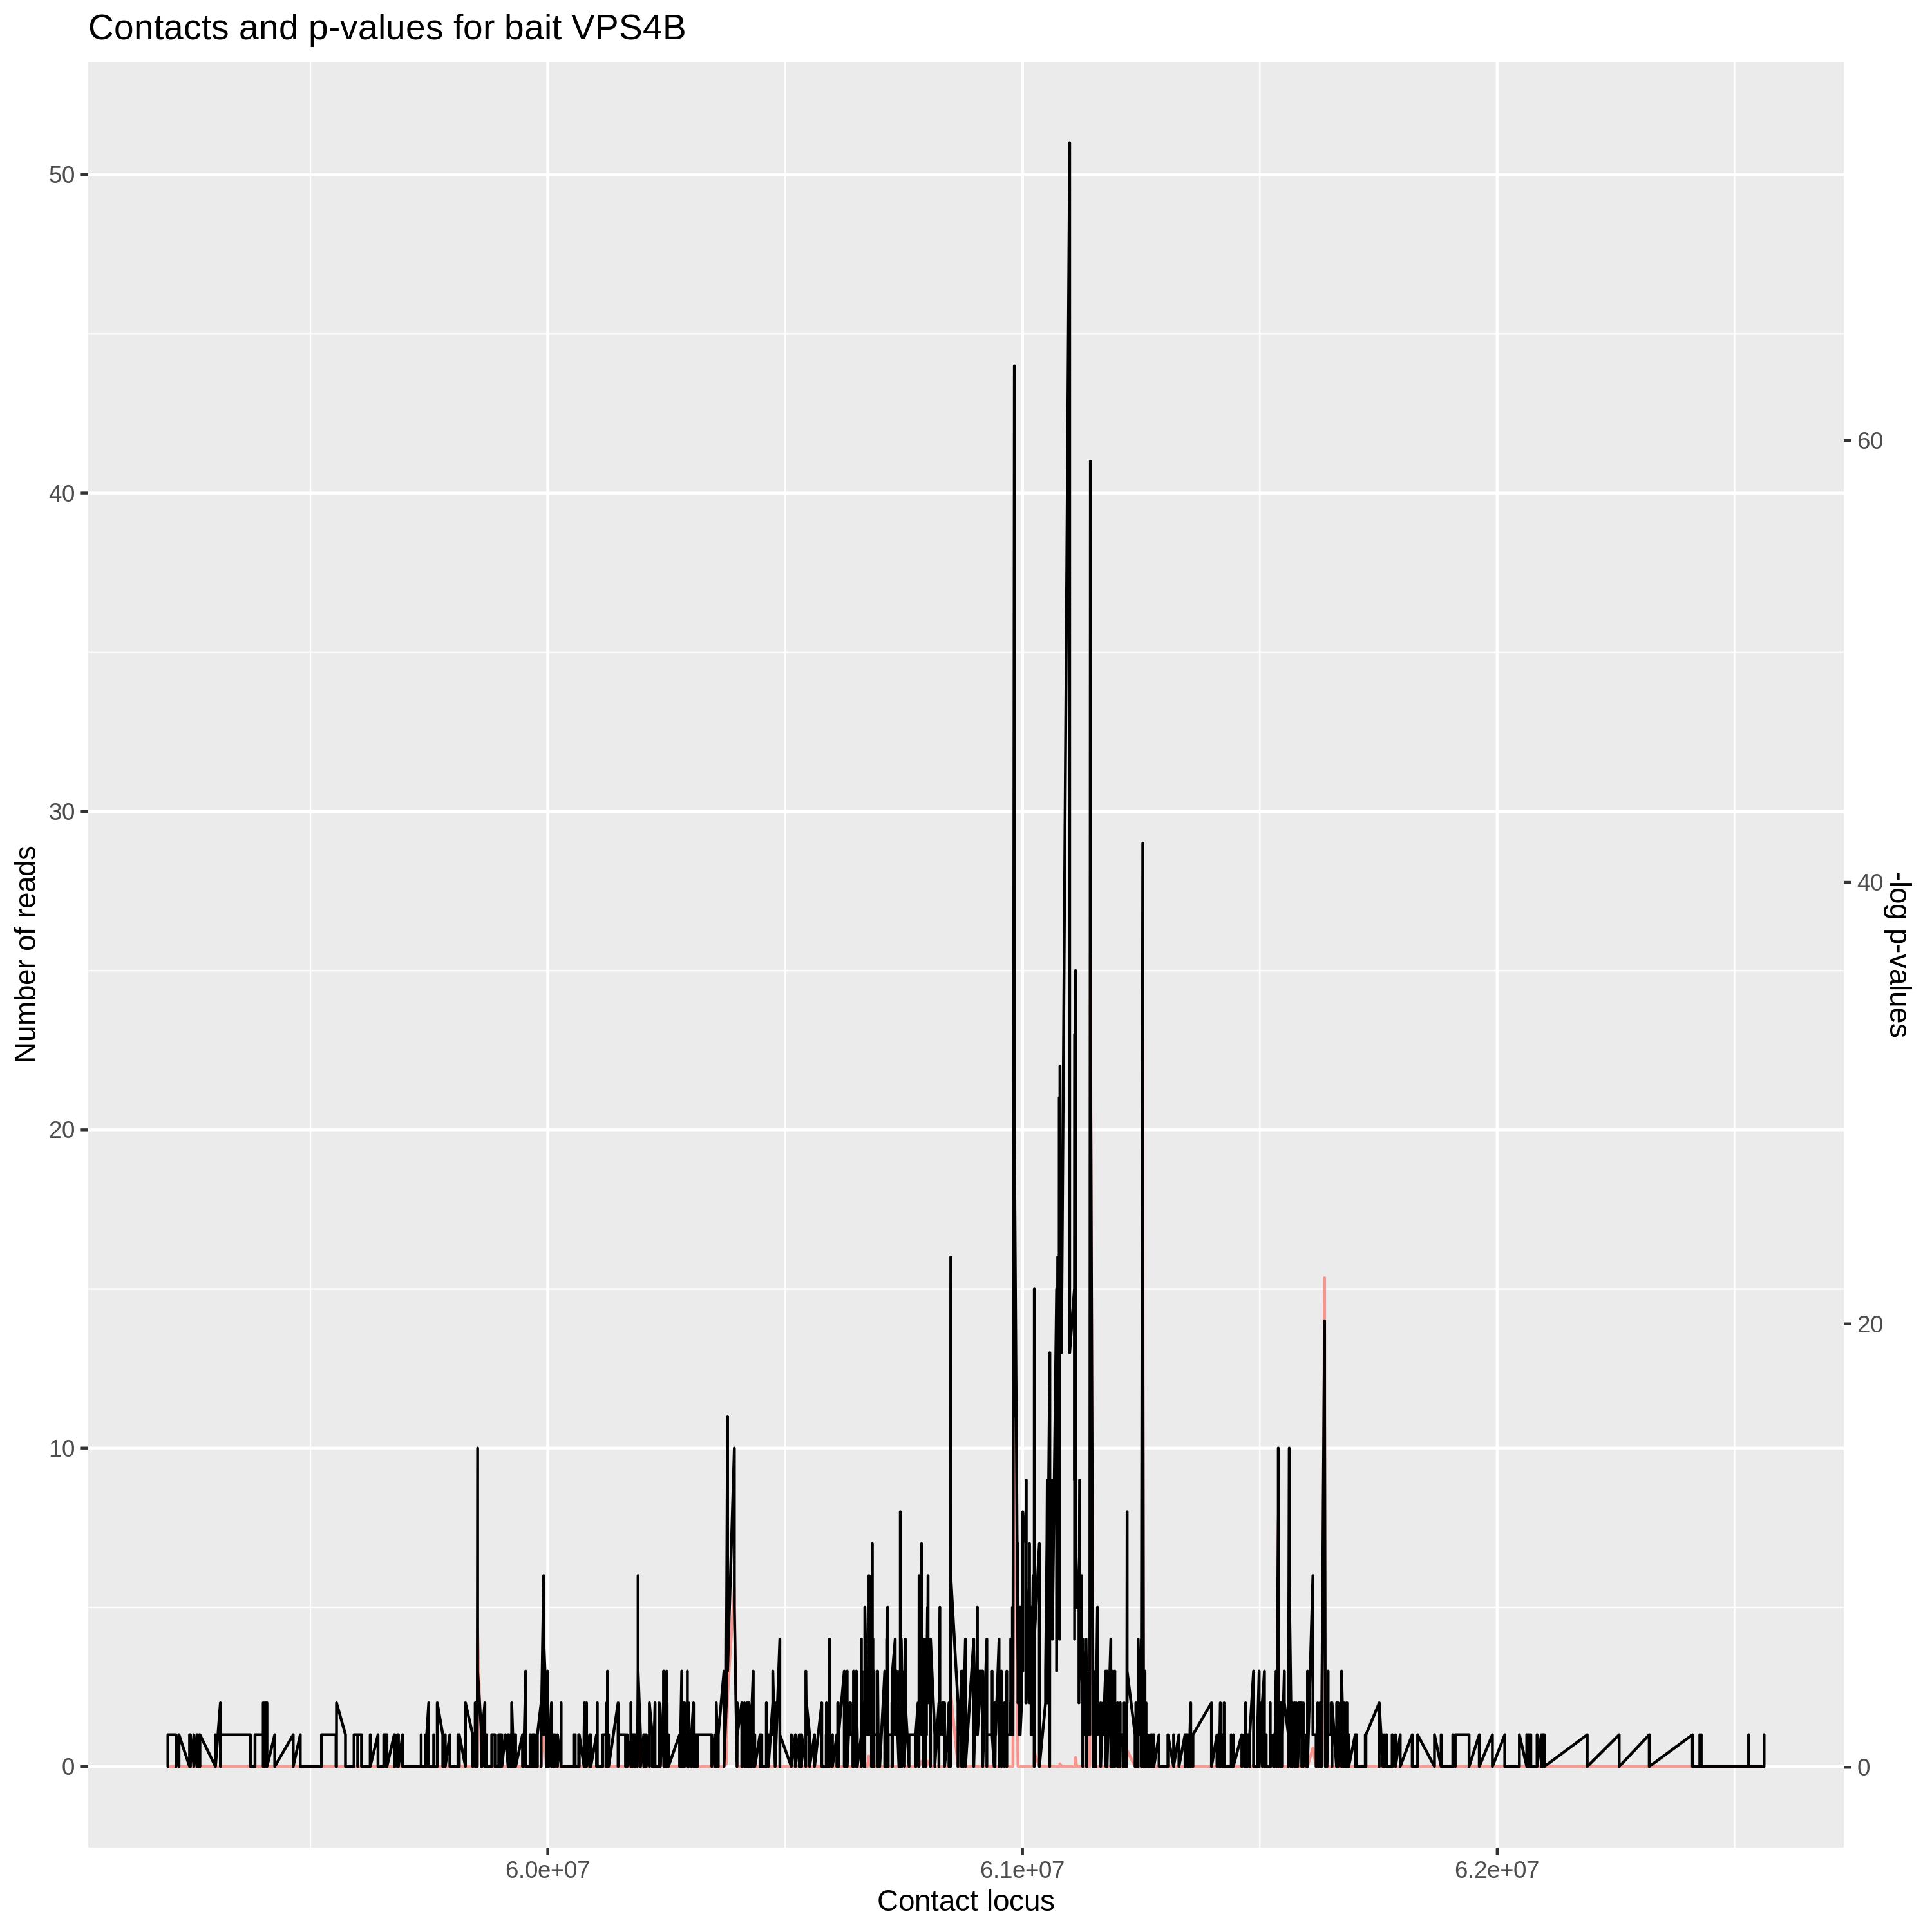 Contacts and p-values for bait VPS4B
50
40
30
20
10
0
Number of reads
60
40
20
0
-log p-values
6.0e+07
6.1e+07
6.2e+07
Contact locus